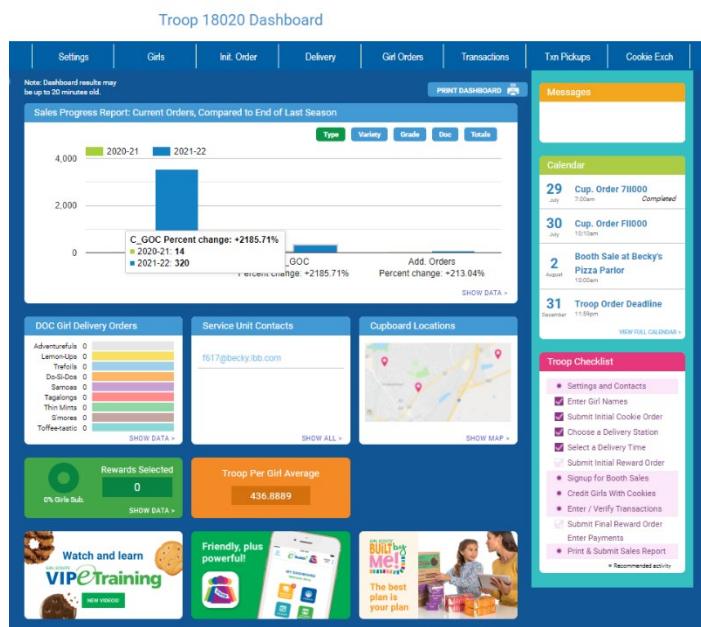 Troop 18020 Dashboard
Settings
Girls
Init. Order
Delivery
Girl Orders
Transactions
Txn Pickups
Cookie Exch
Note: Dashboard results may
be up to 20 minutes old.
PRINT DASHBOARD
Sales Progress Report: Current Orders, Compared to End of Last Season
Type
Variety
Grade
Doc
Totals
2020-21
2021-22
4,000
2,000
0
C_GOC Percent change: +2185.71%
2020-21: 14
2021-22: 320
_GOC
Percent change: +2185.71%
Add. Orders
Percent change: +213.04%
SHOW DATA »
DOC Girl Delivery Orders
Adventurefuls 0
Lemon-Ups 0
Trefoils 0
Do-Si-Dos 0
Samoas 0
Tagalongs 0
Thin Mints 0
S'mores 0
Toffee-tastic 0
SHOW DATA »
Service Unit Contacts
f617@becky.lbb.com
SHOW ALL »
Cupboard Locations
SHOW MAP »
0% Girls Sub.
Rewards Selected
0
SHOW DATA »
Troop Per Girl Average
436.8889
Watch and learn
VIP eTraining
NEW VIDEOS!
Friendly, plus
powerful!
MY DASHBOARD
GIRL SCOUTS
BUILT by
Me!
The best
plan is
your plan
Messages
Calendar
29
July
Cup. Order 7II000
7:00am
Completed
30
July
Cup. Order FII000
10:10am
2
August
Booth Sale at Becky's
Pizza Parlor
10:00am
31
December
Troop Order Deadline
11:59pm
VIEW FULL CALENDAR »
Troop Checklist
Settings and Contacts
Enter Girl Names
Submit Initial Cookie Order
Choose a Delivery Station
Select a Delivery Time
Submit Initial Reward Order
Signup for Booth Sales
Credit Girls With Cookies
Enter / Verify Transactions
Submit Final Reward Order
Enter Payments
Print & Submit Sales Report
* Recommended activity